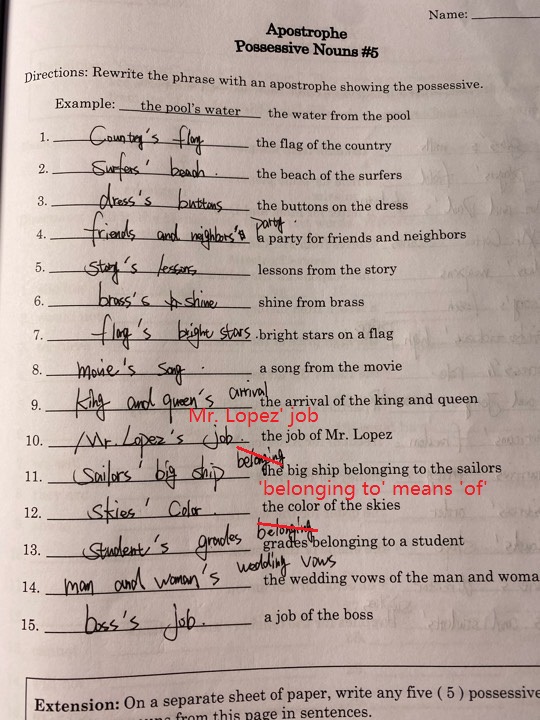 Name:
Apostrophe
Possessive Nouns #5
Directions: Rewrite the phrase with an apostrophe showing the possessive.
Example: the pool's water the water from the pool
1. Country's flag the flag of the country
2. Surfers' beach. the beach of the surfers
3. dress's buttons the buttons on the dress
party.
4. friends and neighbors' a party for friends and neighbors
5. story's lessons lessons from the story
6. brass's shine shine from brass
7. flag's bright stars. bright stars on a flag
8. movie's song. a song from the movie
9. King and queen's arrival the arrival of the king and queen
Mr. Lopez' job
10. Mr. Lopez's job. the job of Mr. Lopez
belonging
11. Sailors' big ship the big ship belonging to the sailors
'belonging to' means 'of'
12. skies' Color. the color of the skies
belonging
13. student's grades grades belonging to a student
wedding vows
14. man and woman's the wedding vows of the man and woma
15. boss's job. a job of the boss
Extension: On a separate sheet of paper, write any five ( 5 ) possessive
from this page in sentences.